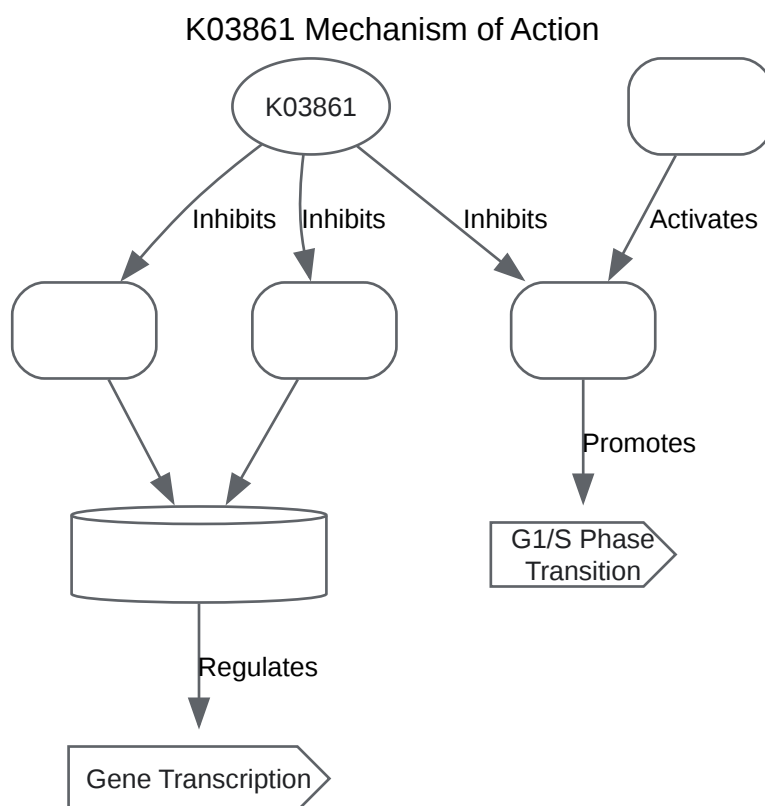 K03861 Mechanism of Action
K03861
Inhibits
Inhibits
Inhibits
Activates
Promotes
G1/S Phase
Transition
Regulates
Gene Transcription